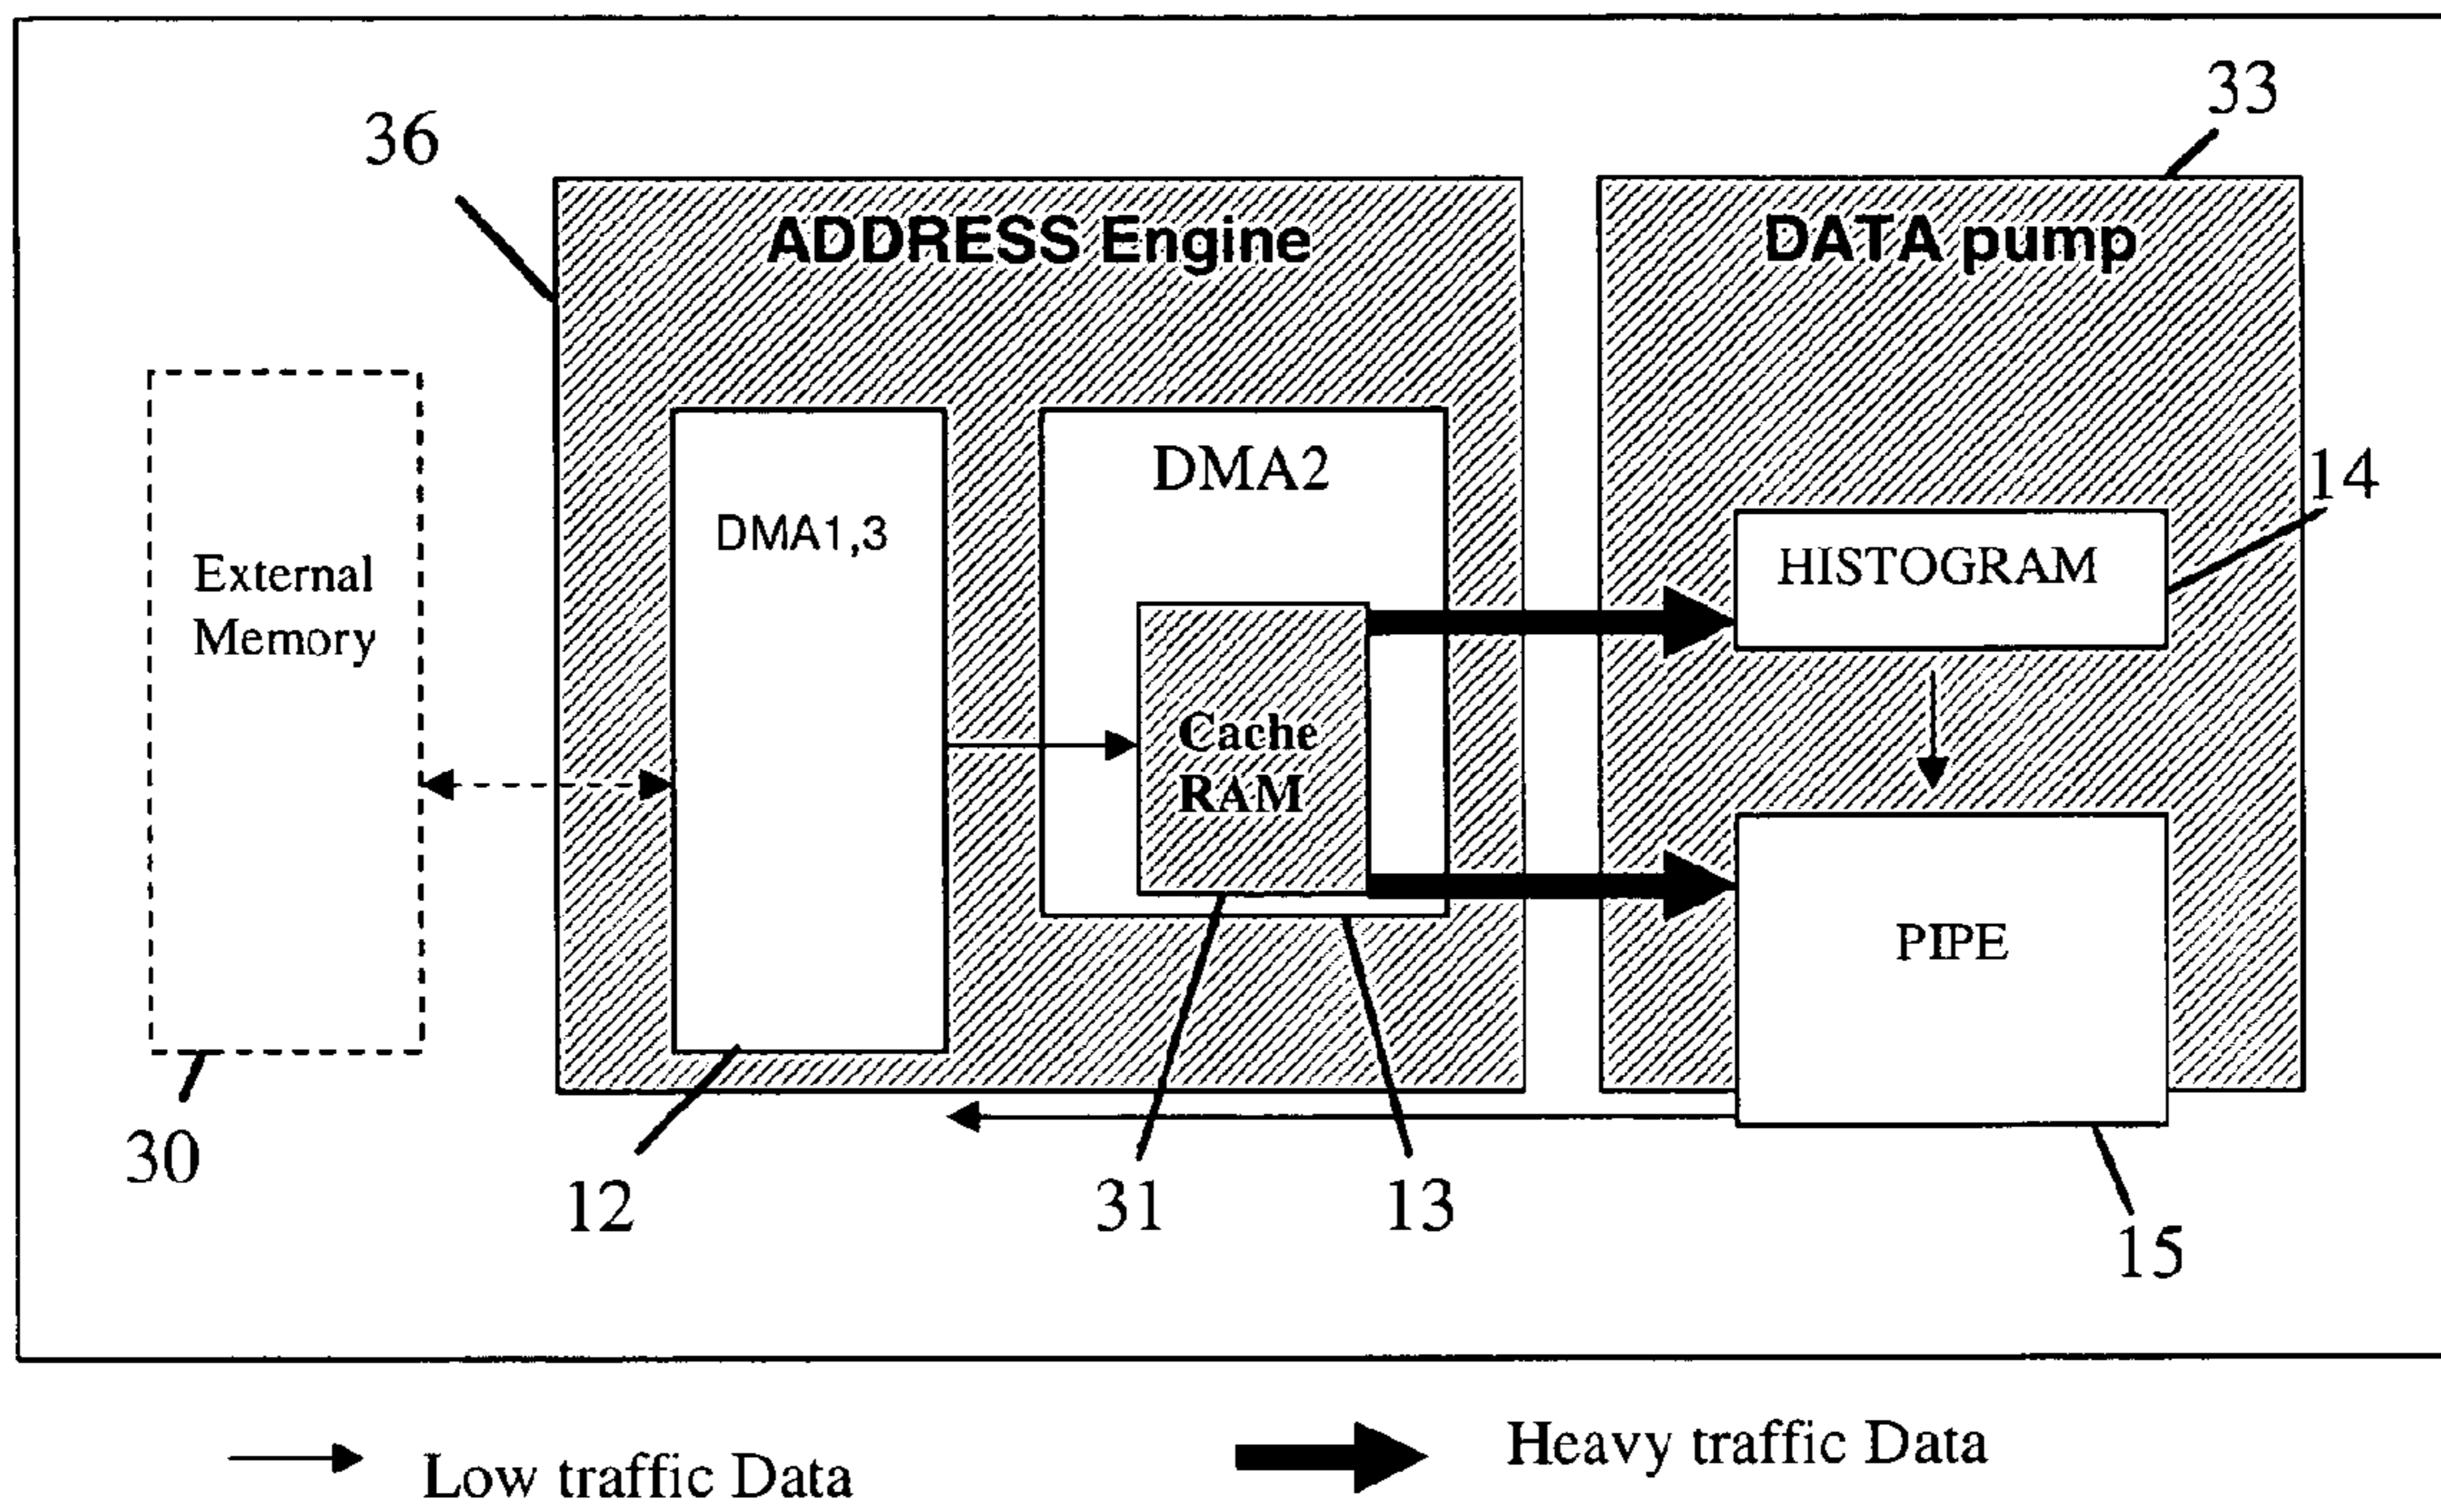 33
36
ADDRESS Engine
DATA pump
14
DMA2
DMA1,3
HISTOGRAM
External
Memory
Cache
RAM
PIPE
30
12
31
13
15
Low traffic Data
Heavy traffic Data